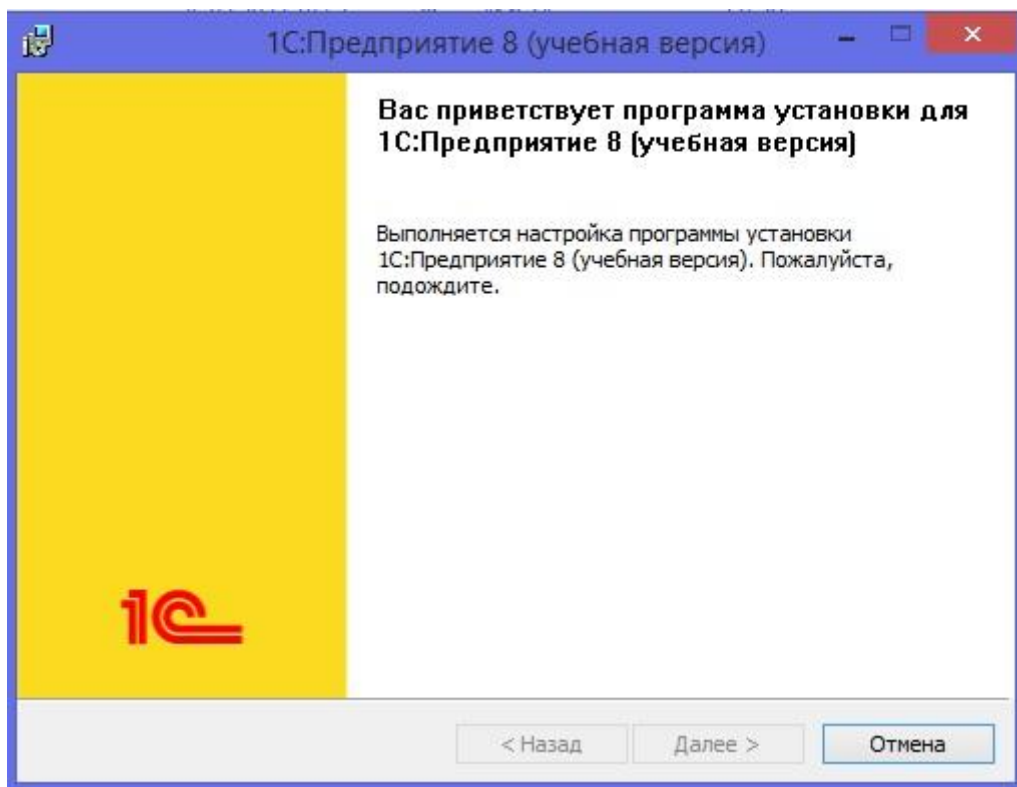 1С:Предприятие 8 (учебная версия)
Вас приветствует программа установки для
1С:Предприятие 8 (учебная версия)
Выполняется настройка программы установки
1С:Предприятие 8 (учебная версия). Пожалуйста,
подождите.
1С
< Назад
Далее >
Отмена